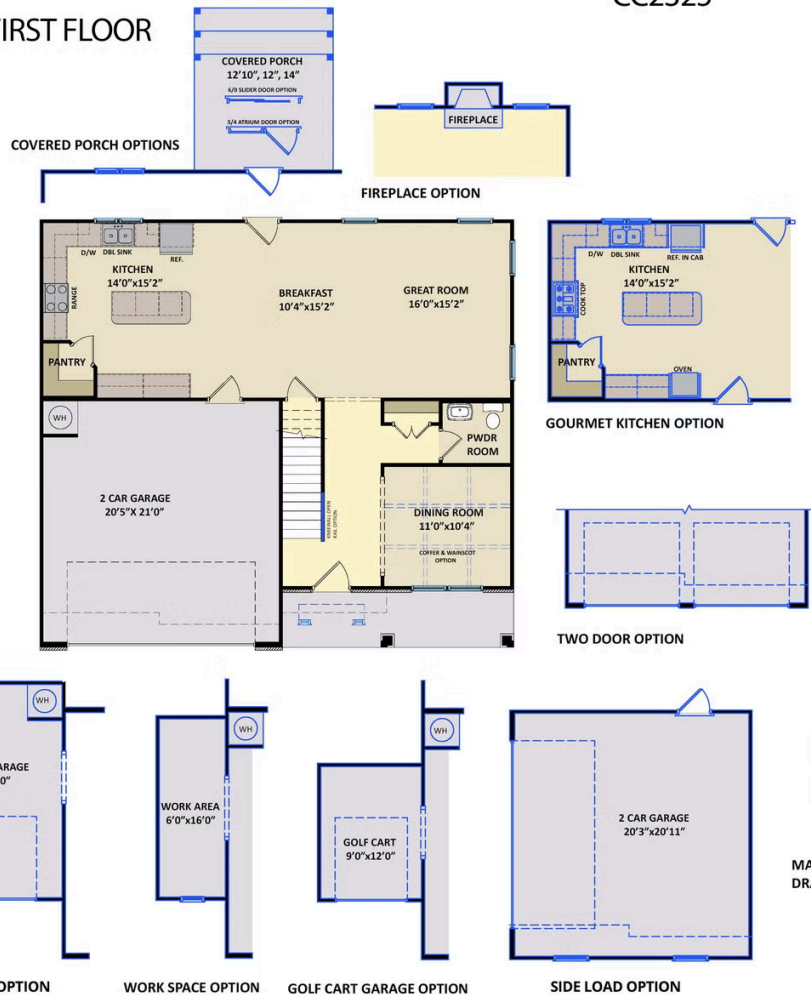 FIRST FLOOR
COVERED PORCH
12'10", 12", 14"
6/0 SLIDER DOOR OPTION
5/4 ATRIUM DOOR OPTION
COVERED PORCH OPTIONS
FIREPLACE
FIREPLACE OPTION
D/W DBL SINK
REF.
KITCHEN
14'0"x15'2"
RANGE
BREAKFAST
10'4"x15'2"
GREAT ROOM
16'0"x15'2"
PANTRY
WH
PWDR
ROOM
2 CAR GARAGE
20'5"X 21'0"
KNEEWALL OPEN
RAIL OPTION
DINING ROOM
11'0"x10'4"
COFFER & WAINSCOT
OPTION
D/W DBL SINK
REF. IN CAB
KITCHEN
14'0"x15'2"
COOK TOP
PANTRY
OVEN
GOURMET KITCHEN OPTION
TWO DOOR OPTION
WH
ARAGE
0"
OPTION
WH
WORK AREA
6'0"x16'0"
WORK SPACE OPTION
WH
GOLF CART
9'0"x12'0"
GOLF CART GARAGE OPTION
2 CAR GARAGE
20'3"x20'11"
SIDE LOAD OPTION
MA
DRA